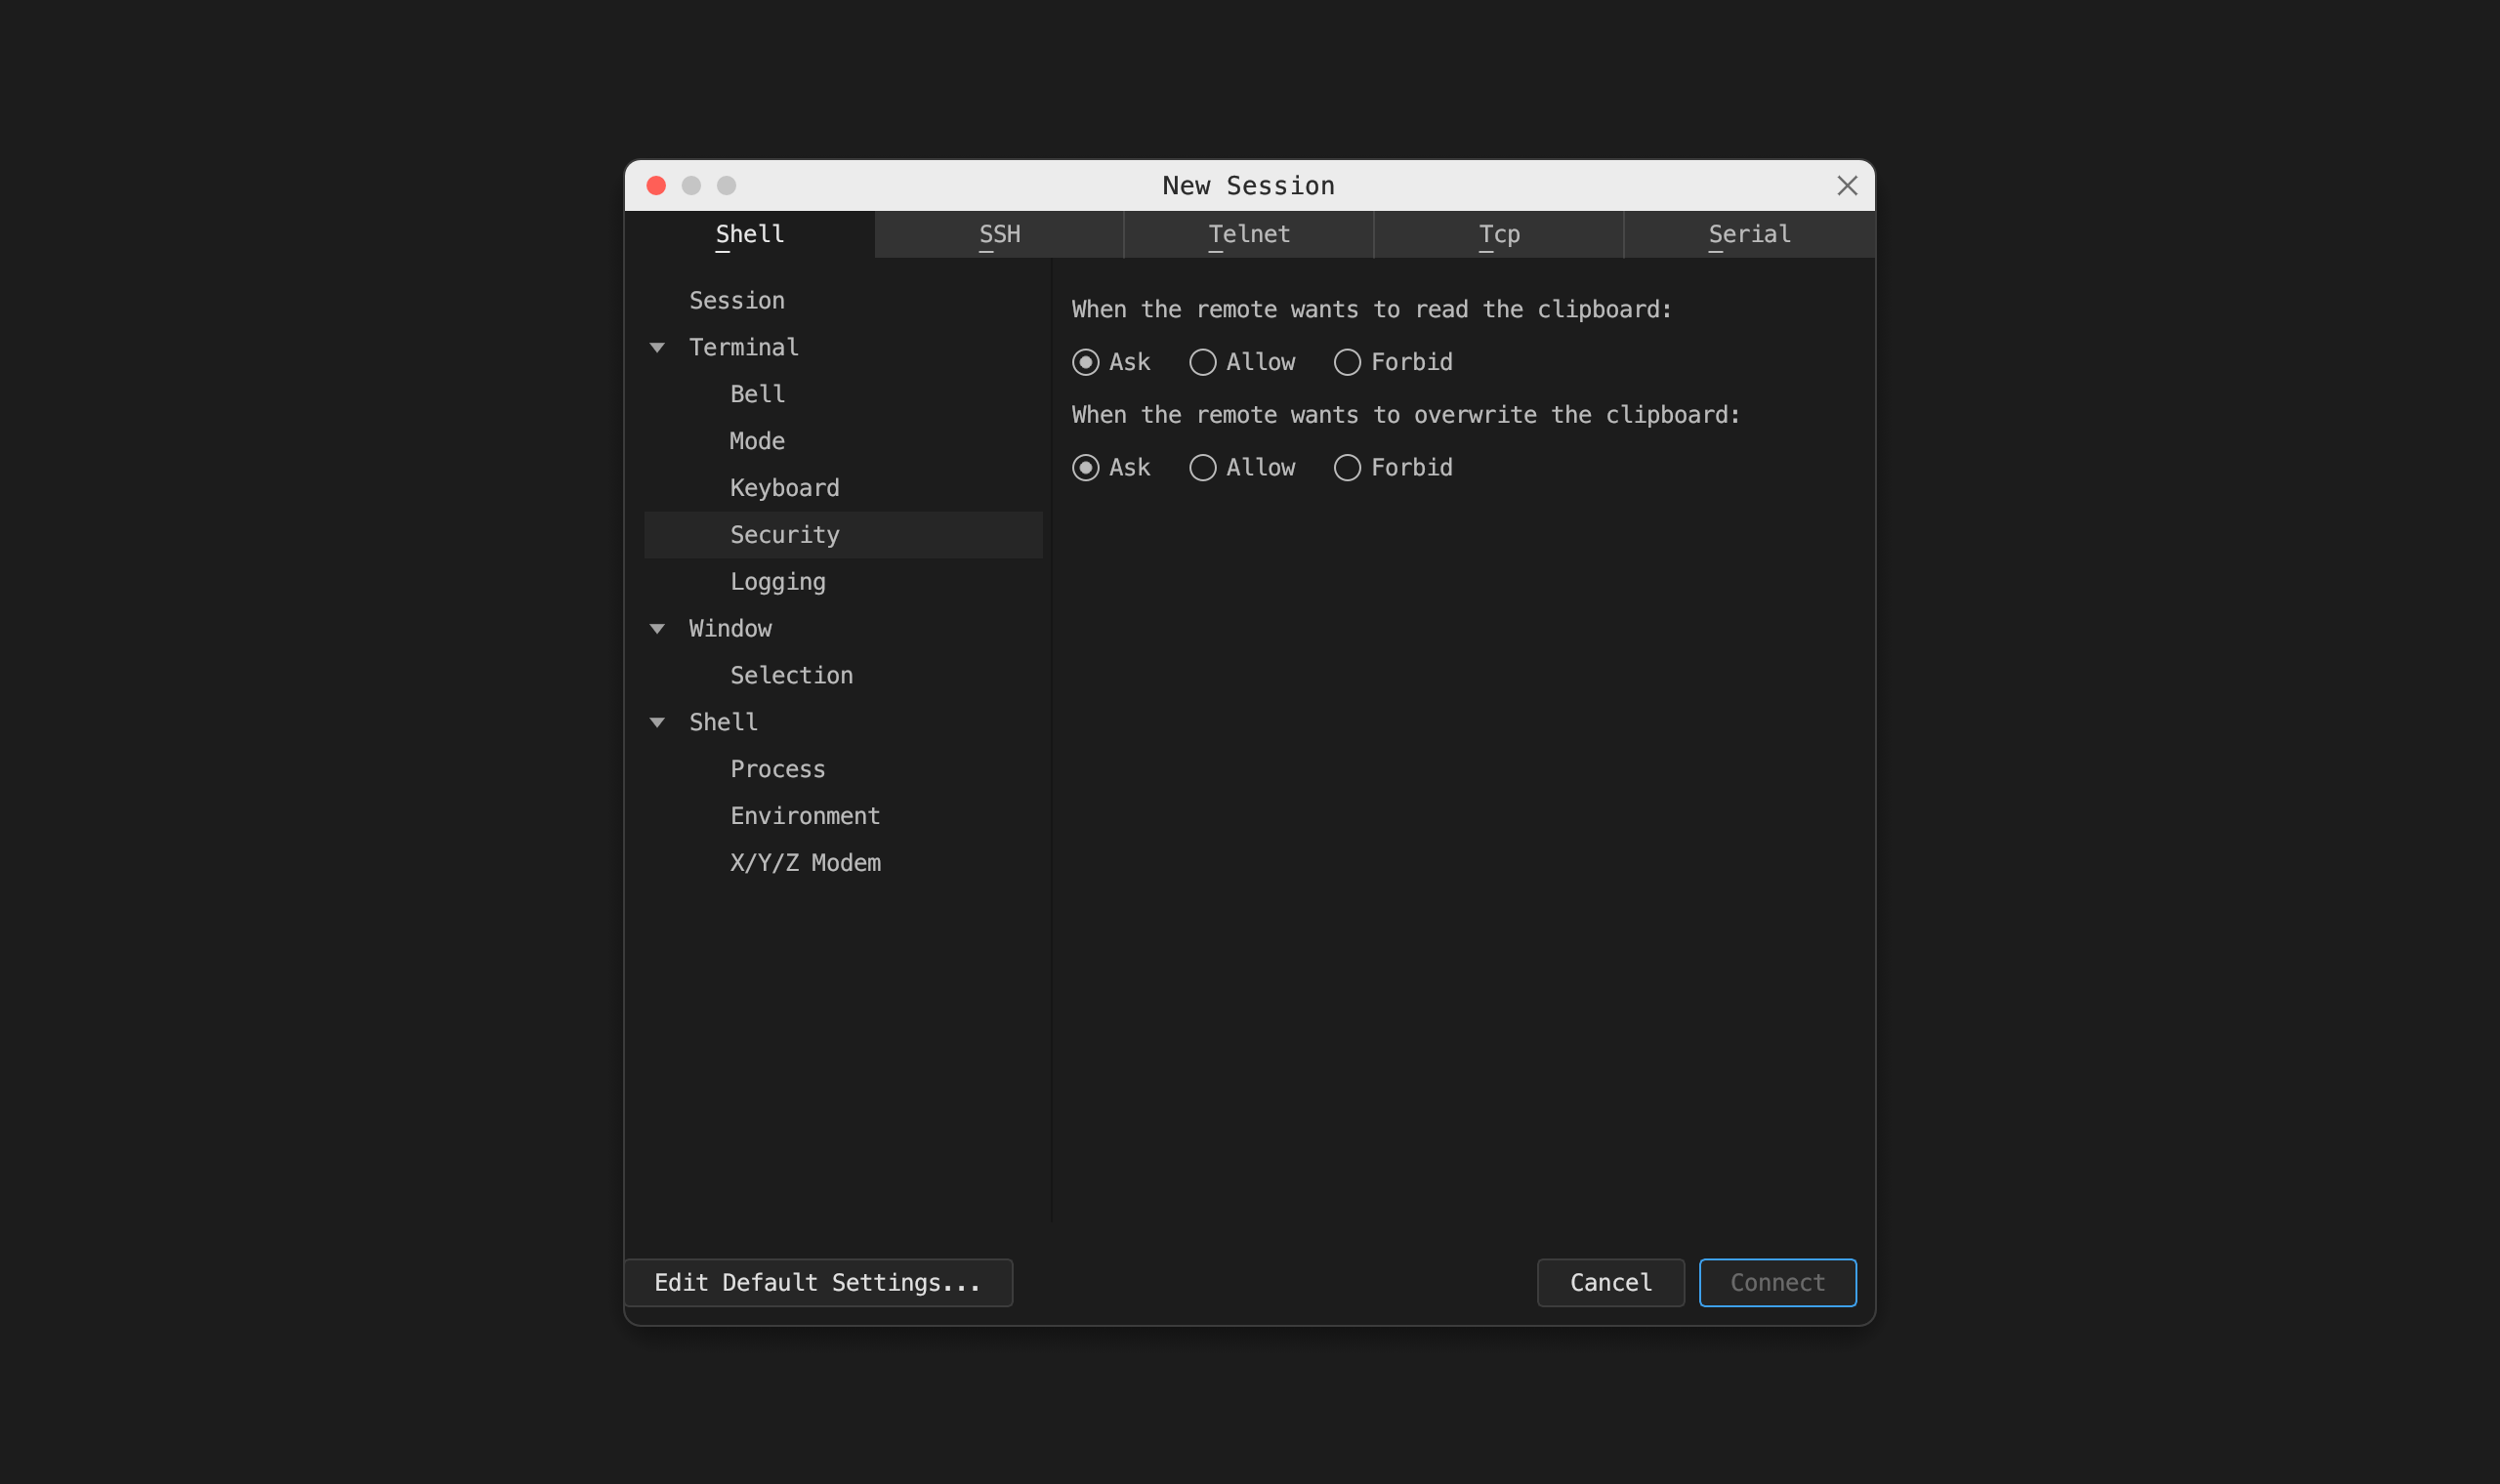 New Session
Shell SSH Telnet Tcp Serial
Session
Terminal
Bell
Mode
Keyboard
Security
Logging
Window
Selection
Shell
Process
Environment
X/Y/Z Modem
When the remote wants to read the clipboard:
Ask Allow Forbid
When the remote wants to overwrite the clipboard:
Ask Allow Forbid
Edit Default Settings... Cancel Connect